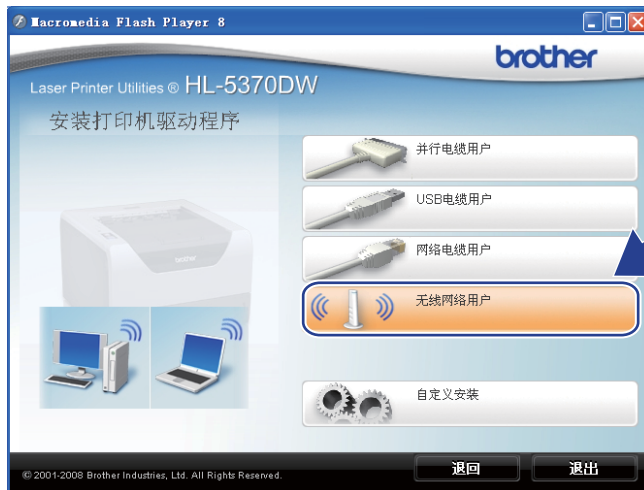 Macromedia Flash Player 8
brother
Laser Printer Utilities ® HL-5370DW
安装打印机驱动程序
并行电缆用户
USB电缆用户
网络电缆用户
无线网络用户
自定义安装
© 2001-2008 Brother Industries, Ltd. All Rights Reserved.
退回
退出